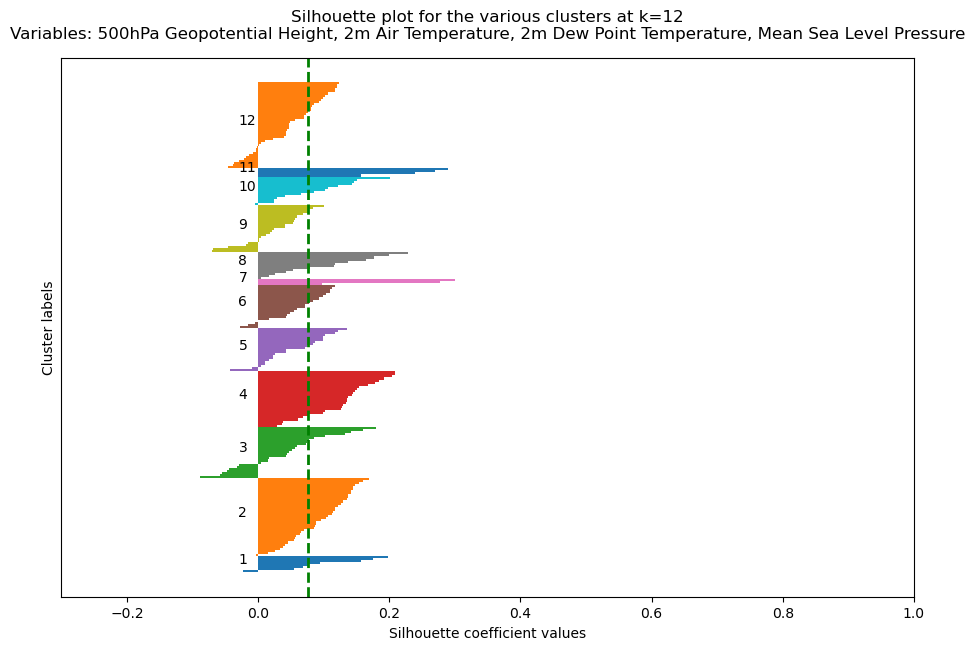 Silhouette plot for the various clusters at k=12
Variables: 500hPa Geopotential Height, 2m Air Temperature, 2m Dew Point Temperature, Mean Sea Level Pressure
Cluster labels
12
11
10
9
8
7
6
5
4
3
2
1
−0.2 0.0 0.2 0.4 0.6 0.8 1.0
Silhouette coefficient values